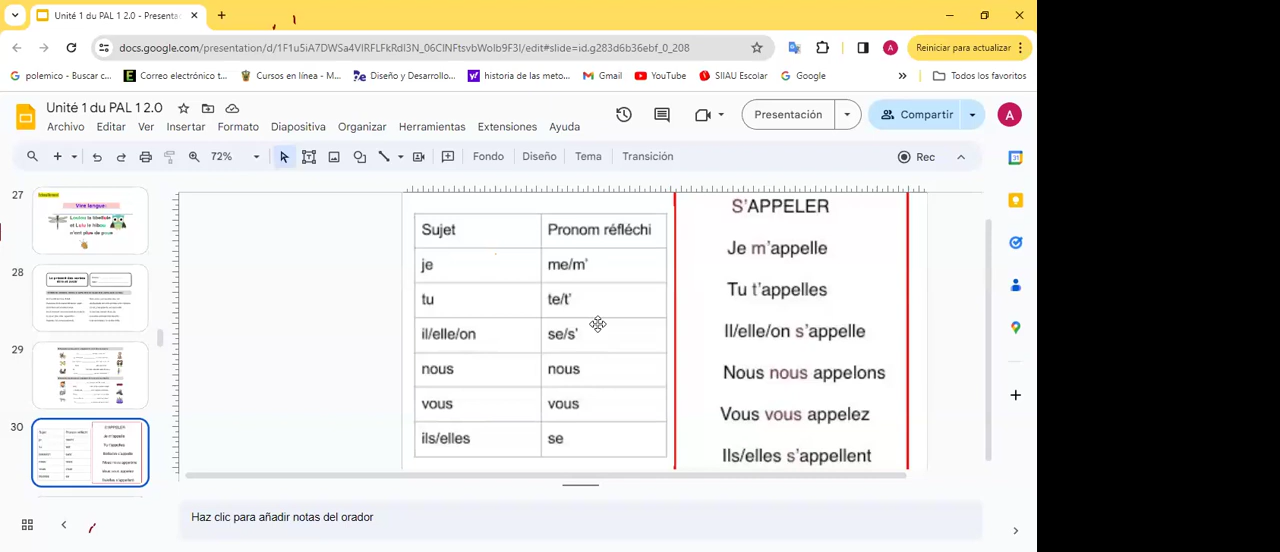 Unité 1 du PAL 1 2.0 - Presenta
docs.google.com/presentation/d/1F1u5iA7DWSa4VIRFLFkRdI3N_06ClNFtsvbWoIb9F3I/edit#slide=id.g283d6b36ebf_0_208
A
Reiniciar para actualizar
polemico - Buscar c...
Correo electrónico t...
Cursos en línea - M...
Diseño y Desarrollo...
historia de las meto...
Gmail
YouTube
SIIAU Escolar
Google
Todos los favoritos
Unité 1 du PAL 1 2.0
Archivo Editar Ver Insertar Formato Diapositiva Organizar Herramientas Extensiones Ayuda
Presentación
Compartir
A
72%
Fondo Diseño Tema Transición
Rec
27
Vire langue:
28
29
30
Sujet Pronom réfléchi
je me/m'
tu te/t'
il/elle/on se/s'
nous nous
vous vous
ils/elles se
S'APPELER
Je m'appelle
Tu t'appelles
Il/elle/on s'appelle
Nous nous appelons
Vous vous appelez
Ils/elles s'appellent
Haz clic para añadir notas del orador